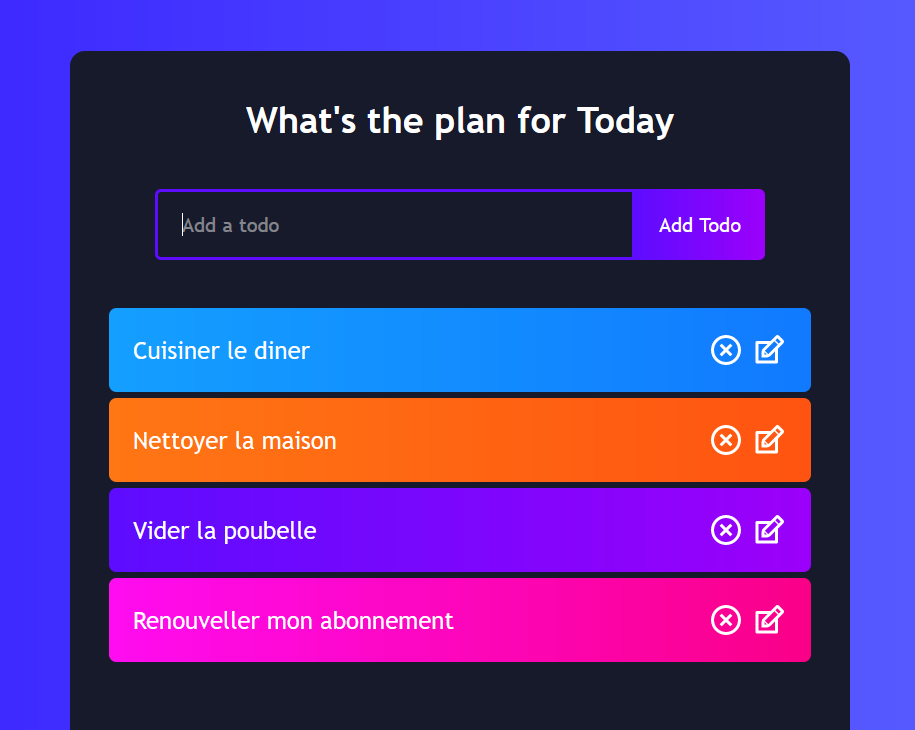 What's the plan for Today
Add a todo
Add Todo
Cuisiner le diner
Nettoyer la maison
Vider la poubelle
Renouveller mon abonnement